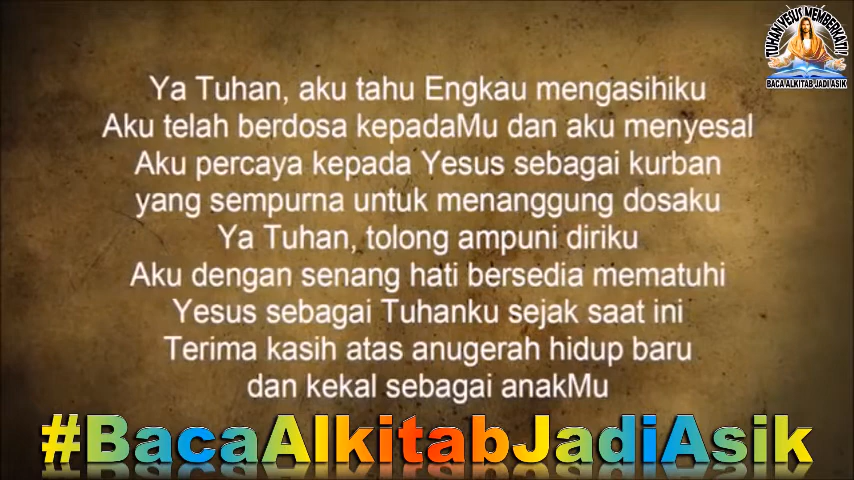 TUHAN YESUS MEMBERKATI!
BACA ALKITAB JADI ASIK
Ya Tuhan, aku tahu Engkau mengasihiku
Aku telah berdosa kepadaMu dan aku menyesal
Aku percaya kepada Yesus sebagai kurban
yang sempurna untuk menanggung dosaku
Ya Tuhan, tolong ampuni diriku
Aku dengan senang hati bersedia mematuhi
Yesus sebagai Tuhanku sejak saat ini
Terima kasih atas anugerah hidup baru
dan kekal sebagai anakMu
#BacaAlkitabJadiAsik